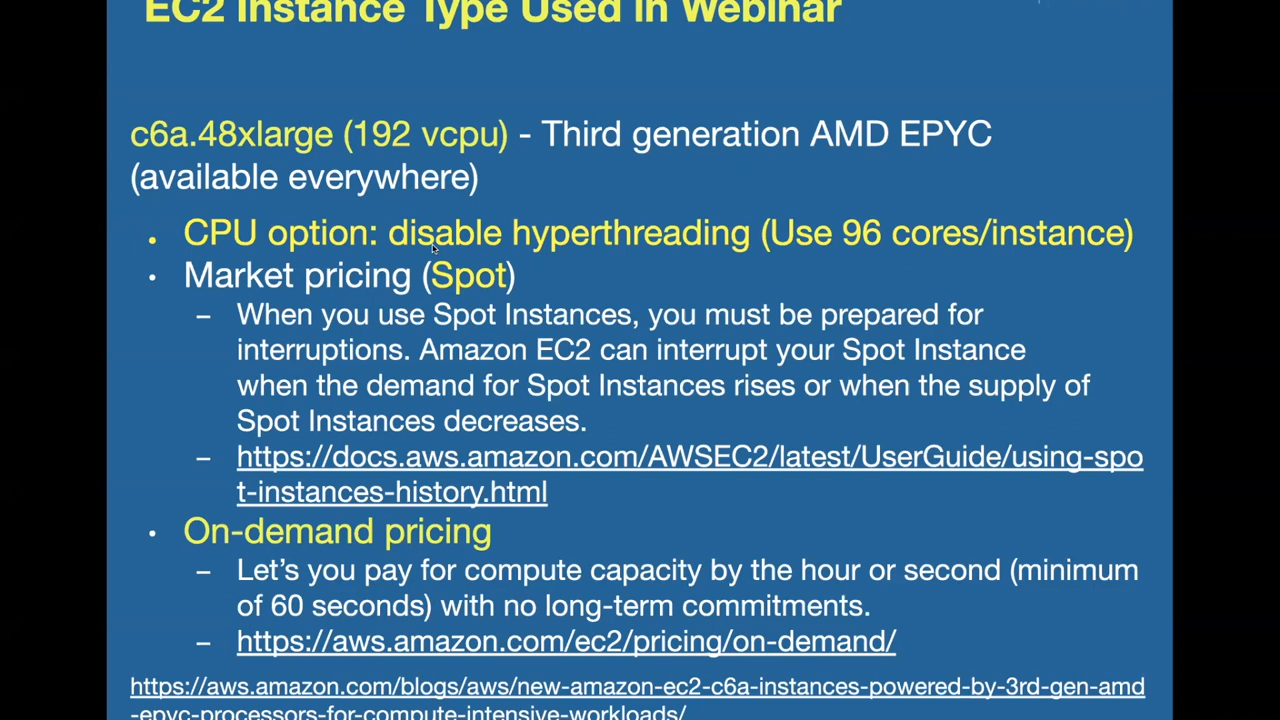 EC2 Instance Type Used in Webinar
c6a.48xlarge (192 vcpu) - Third generation AMD EPYC
(available everywhere)
• CPU option: disable hyperthreading (Use 96 cores/instance)
• Market pricing (Spot)
– When you use Spot Instances, you must be prepared for
interruptions. Amazon EC2 can interrupt your Spot Instance
when the demand for Spot Instances rises or when the supply of
Spot Instances decreases.
– https://docs.aws.amazon.com/AWSEC2/latest/UserGuide/using-spo
t-instances-history.html
• On-demand pricing
– Let’s you pay for compute capacity by the hour or second (minimum
of 60 seconds) with no long-term commitments.
– https://aws.amazon.com/ec2/pricing/on-demand/
https://aws.amazon.com/blogs/aws/new-amazon-ec2-c6a-instances-powered-by-3rd-gen-amd
-epyc-processors-for-compute-intensive-workloads/